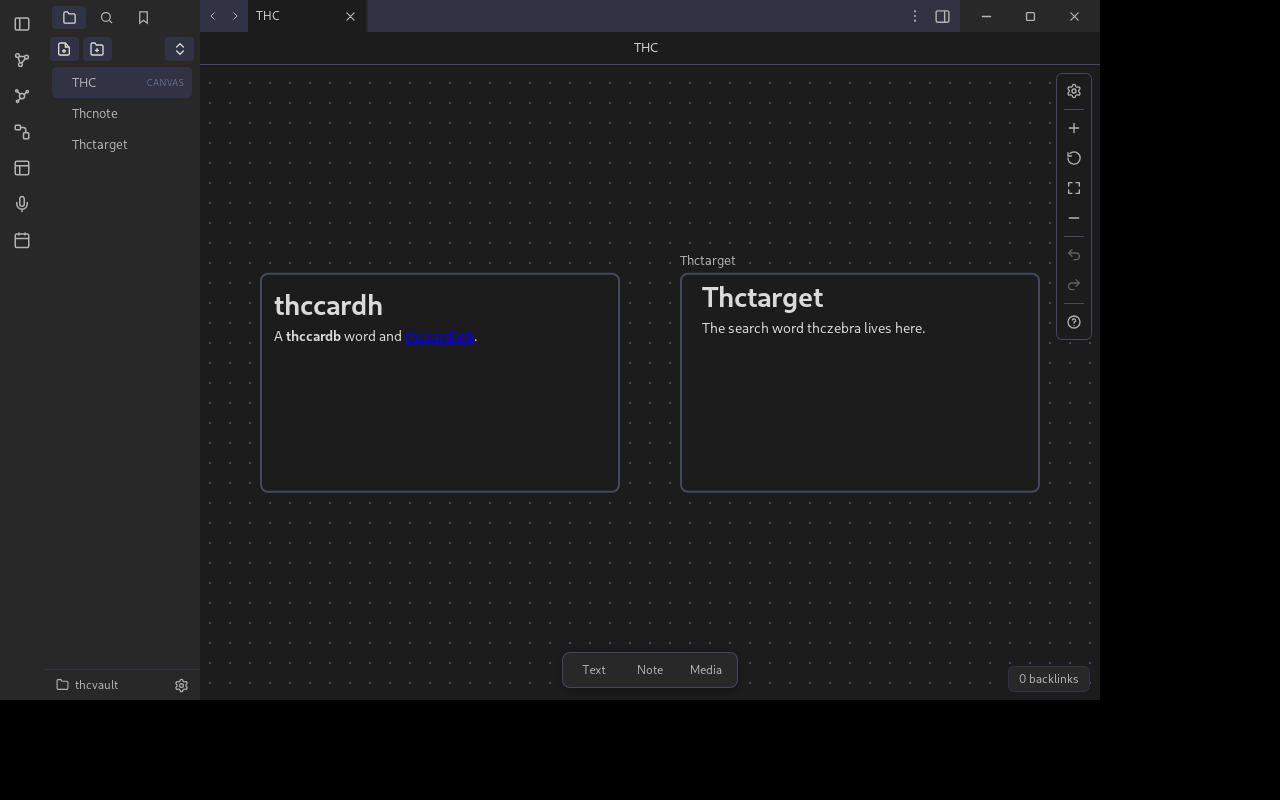 THC
THC
THC CANVAS
Thcnote
Thctarget
Thctarget
thccardh
A thccardb word and thccardlink.
Thctarget
The search word thczebra lives here.
Text Note Media
0 backlinks
thcvault